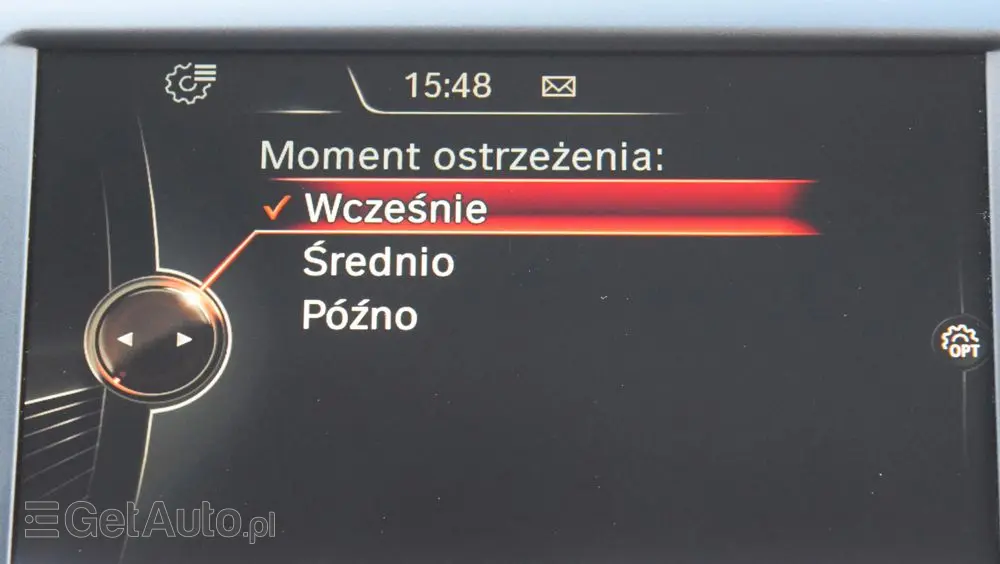 15:48
Moment ostrzeżenia:
Wcześnie
Średnio
Późno
OPT
GetAuto.pl